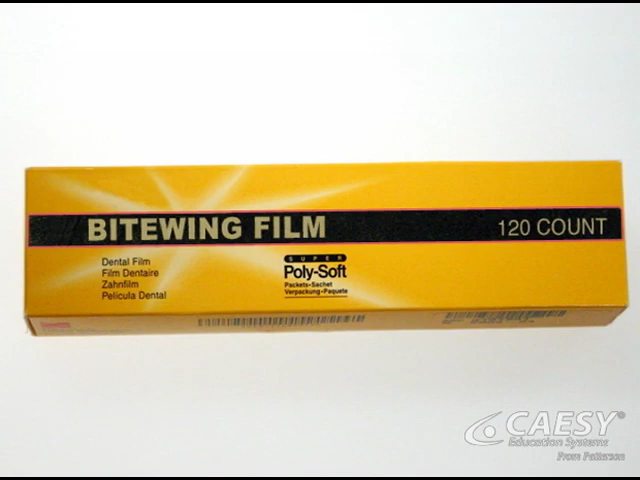 BITEWING FILM
120 COUNT
Dental Film
Film Dentaire
Zahnfilm
Pelicula Dental
SUPER
Poly-Soft
Packets-Sachet
Verpackung-Paquete
CAESY®
Education Systems
From Patterson